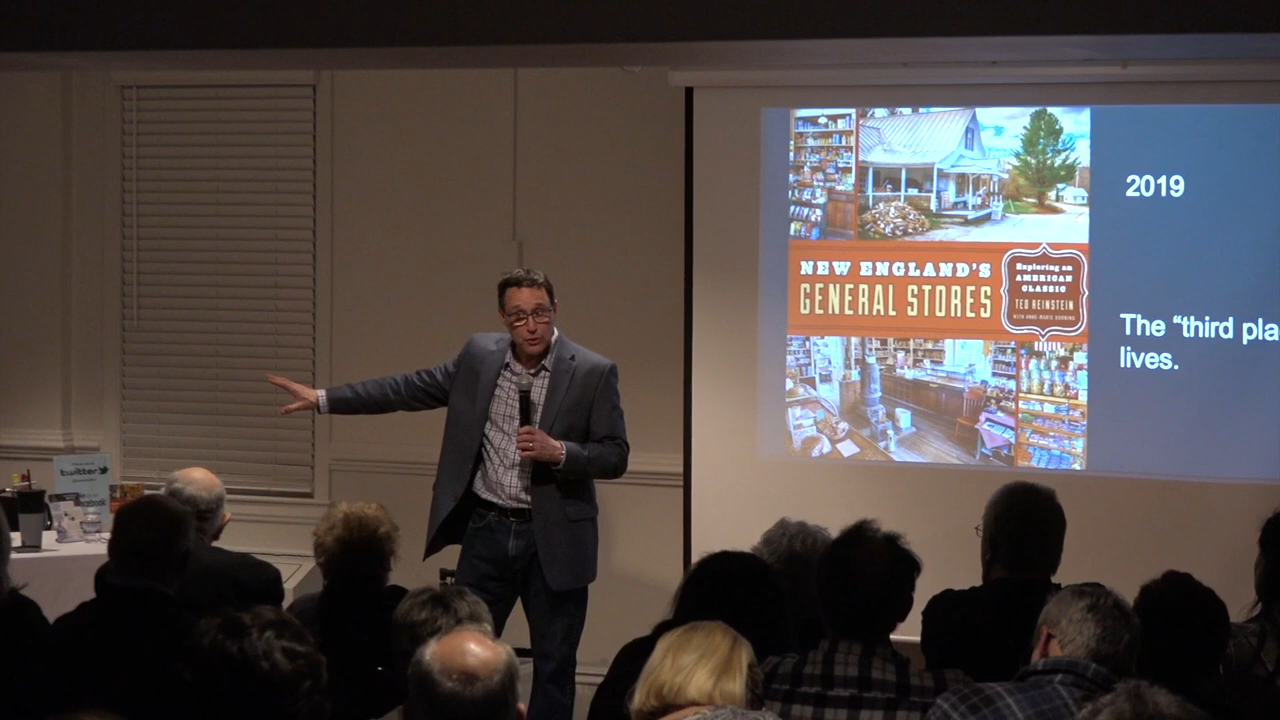 2019
NEW ENGLAND'S
GENERAL STORES
Exploring an
AMERICAN
CLASSIC
TED REINSTEIN
WITH ANNE-MARIE DORNING
The “third pla
lives.
twitter